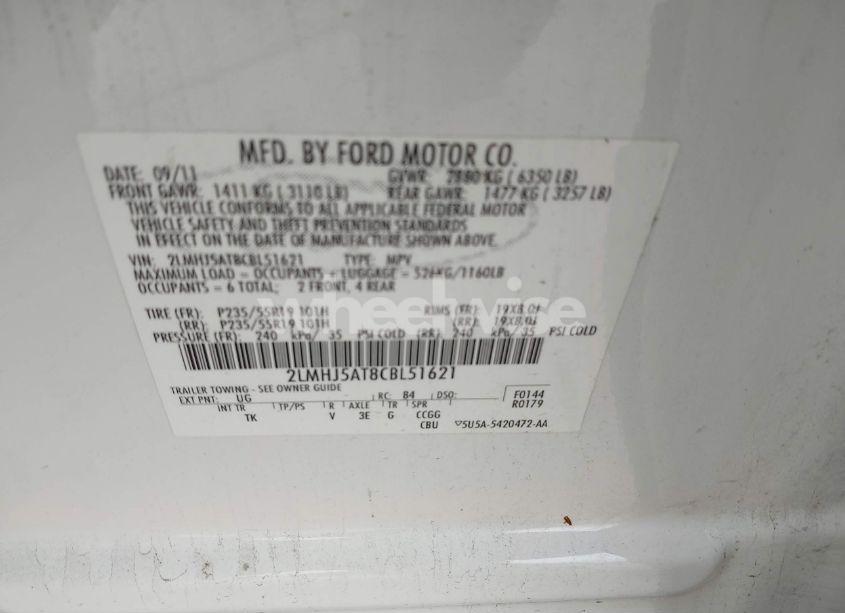 MFD. BY FORD MOTOR CO.
DATE: 09/11 GVWR: 2880 KG ( 6350 LB)
FRONT GAWR: 1411 KG ( 3110 LB) REAR GAWR: 1477 KG ( 3257 LB)
THIS VEHICLE CONFORMS TO ALL APPLICABLE FEDERAL MOTOR
VEHICLE SAFETY AND THEFT PREVENTION STANDARDS
IN EFFECT ON THE DATE OF MANUFACTURE SHOWN ABOVE.
VIN: 2LMHJ5AT8CBL51621 TYPE: MPV
MAXIMUM LOAD = OCCUPANTS + LUGGAGE = 526KG/1160LB
OCCUPANTS = 6 TOTAL; 2 FRONT, 4 REAR
wheelwise
TIRE (FR): P235/55R19 101H RIMS (FR): 19X8.0J
(RR): P235/55R19 101H (RR): 19X8.0J
PRESSURE (FR): 240 kPa/ 35 PSI COLD (RR): 240 kPa/ 35 PSI COLD
2LMHJ5AT8CBL51621
TRAILER TOWING - SEE OWNER GUIDE
EXT PNT: UG RC: 84 DSO: F0144
INT TR TP/PS R AXLE TR SPR R0179
TK V 3E G CCGG
CBU 5U5A-5420472-AA